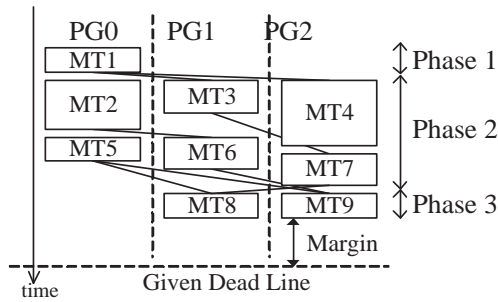 PG0 PG1 PG2
MT1 Phase 1
MT2 MT3 MT4 Phase 2
MT5 MT6 MT7
MT8 MT9 Phase 3
Margin
time Given Dead Line